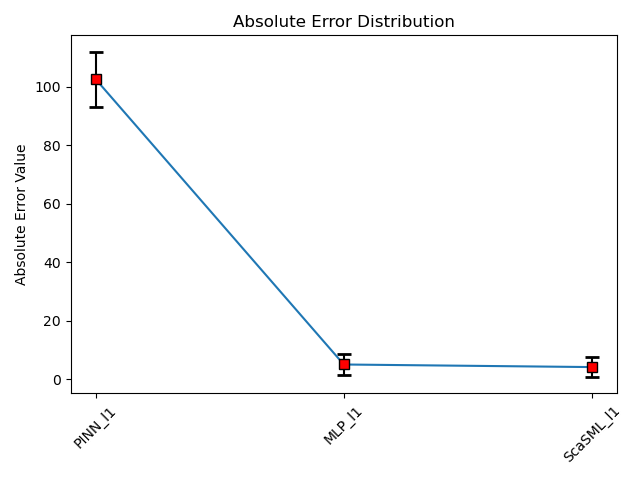 Absolute Error Distribution
Absolute Error Value
100
80
60
40
20
0
PINN_l1
MLP_l1
ScaSML_l1